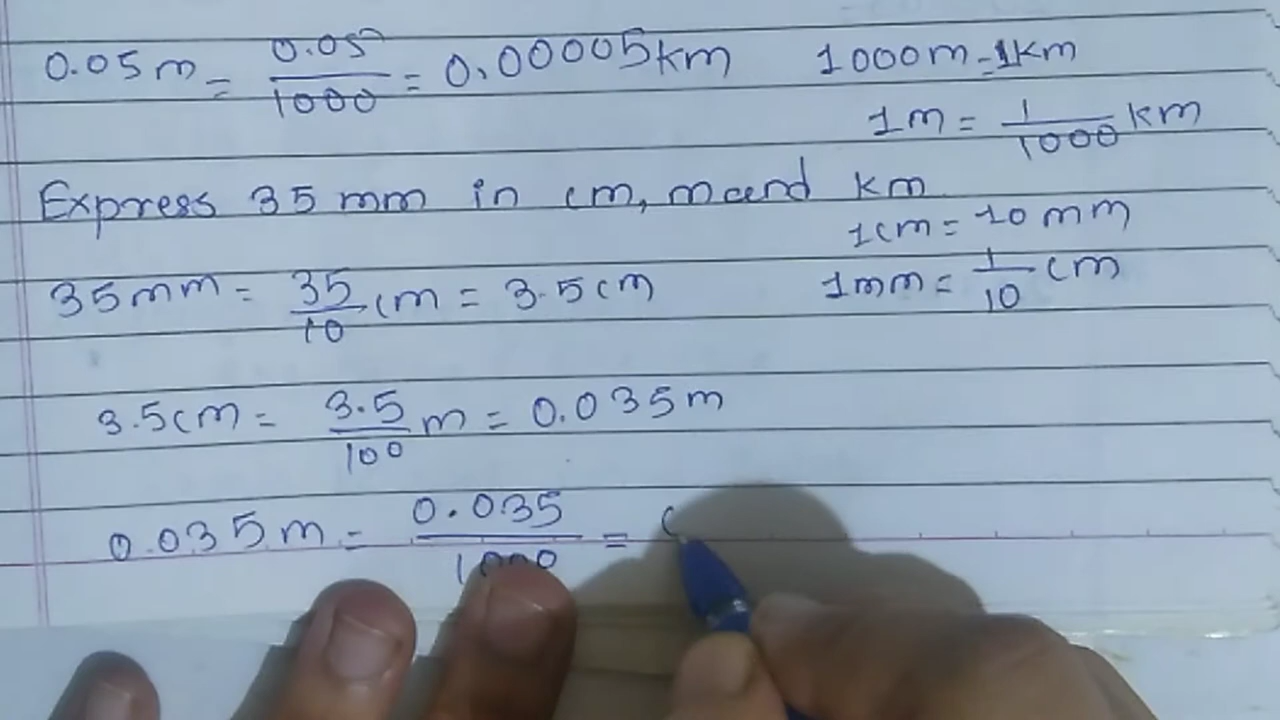 0.05m = 0.05/1000 = 0.00005km 1000m = 1km
1m = 1/1000 km
Express 35 mm in cm, m and km
1cm = 10mm
35mm = 35/10 cm = 3.5cm 1mm = 1/10 cm
3.5cm = 3.5/100 m = 0.035m
0.035m = 0.035/1000 =